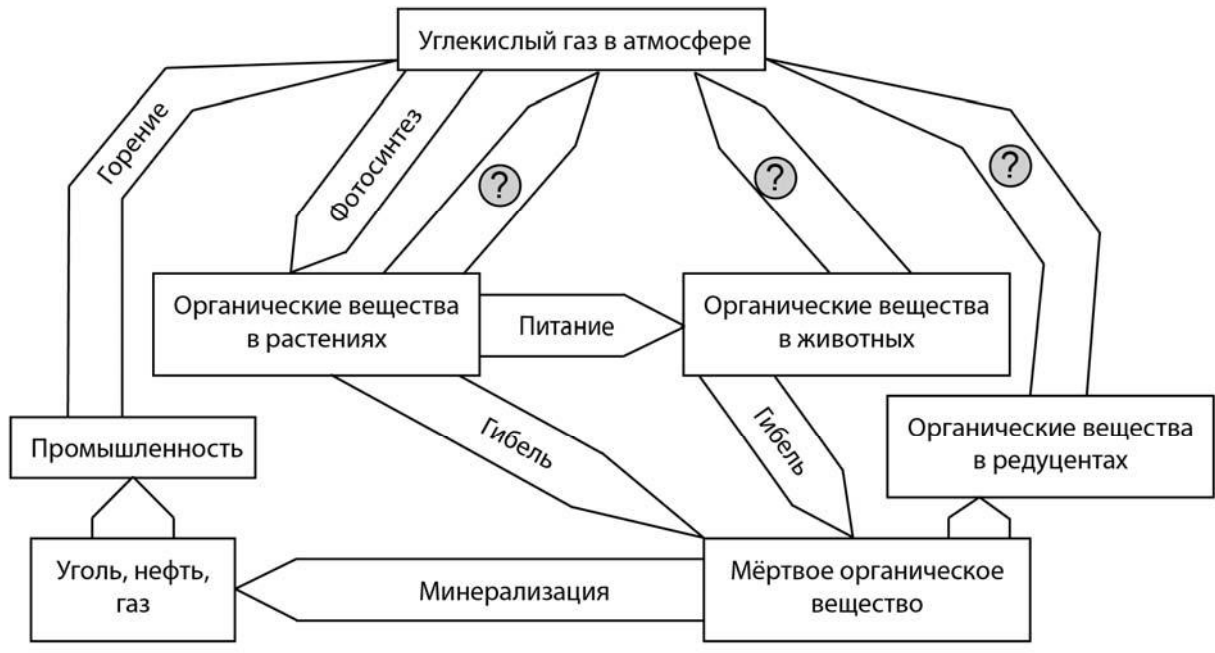 Углекислый газ в атмосфере
Горение
Фотосинтез
?
?
?
Органические вещества
в растениях
Питание
Органические вещества
в животных
Гибель
Гибель
Промышленность
Органические вещества
в редуцентах
Уголь, нефть,
газ
Минерализация
Мёртвое органическое
вещество